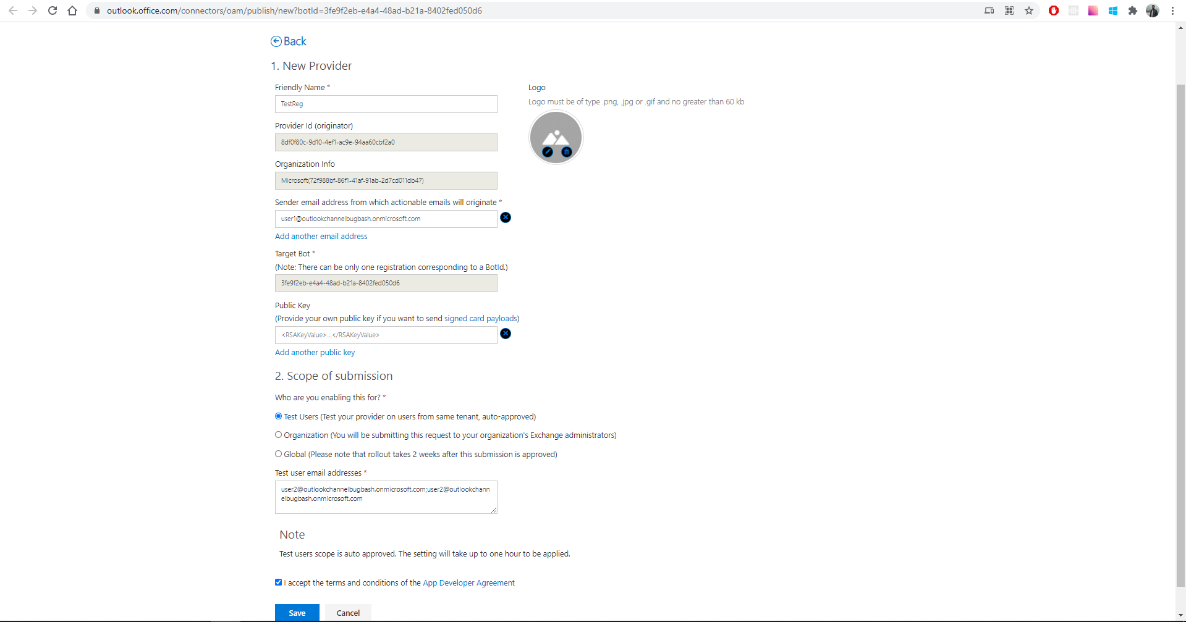 outlook.office.com/connectors/oam/publish/new?botId=3fe9f2eb-e4a4-48ad-b21a-8402fed050d6
Back
1. New Provider
Friendly Name *
TestReg
Logo
Logo must be of type .png, .jpg or .gif and no greater than 60 kb
Provider Id (originator)
8df0f80c-9d10-4ef1-ac9e-94aa60cbf2a0
Organization Info
Microsoft(72f988bf-86f1-41af-91ab-2d7cd011db47)
Sender email address from which actionable emails will originate *
user1@outlookchannelbugbash.onmicrosoft.com
Add another email address
Target Bot *
(Note: There can be only one registration corresponding to a BotId.)
3fe9f2eb-e4a4-48ad-b21a-8402fed050d6
Public Key
(Provide your own public key if you want to send signed card payloads)
<RSAKeyValue>...</RSAKeyValue>
Add another public key
2. Scope of submission
Who are you enabling this for? *
Test Users (Test your provider on users from same tenant, auto-approved)
Organization (You will be submitting this request to your organization's Exchange administrators)
Global (Please note that rollout takes 2 weeks after this submission is approved)
Test user email addresses *
user2@outlookchannelbugbash.onmicrosoft.com;user2@outlookchann
elbugbash.onmicrosoft.com
Note
Test users scope is auto approved. The setting will take up to one hour to be applied.
I accept the terms and conditions of the App Developer Agreement
Save Cancel